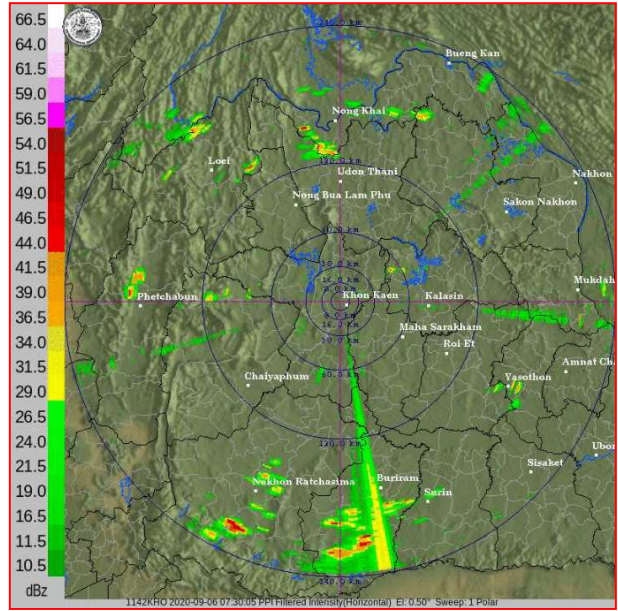 66.5
64.0
61.5
59.0
56.5
54.0
51.5
49.0
46.5
44.0
41.5
39.0
36.5
34.0
31.5
29.0
26.5
24.0
21.5
19.0
16.5
11.5
10.5
dBz
Bueng Kan
Nong Khai
Loei
Udon Thani
Nakhon
Nong Bua Lam Phu
Sakon Nakhon
Mukdah
Phetchabun
Khon Kaen
Kalasin
Maha Sarakham
Roi Et
Amnat Cha
Chaiyaphum
Yasothon
120.0 km
Ubor
Sisaket
Nakhon Ratchasima
Buriram
Surin
1142KHO 2020-09-06 07:30:05 PPI Filtered Intensity(Horizontal) El: 0.50° Sweep: 1 Polar